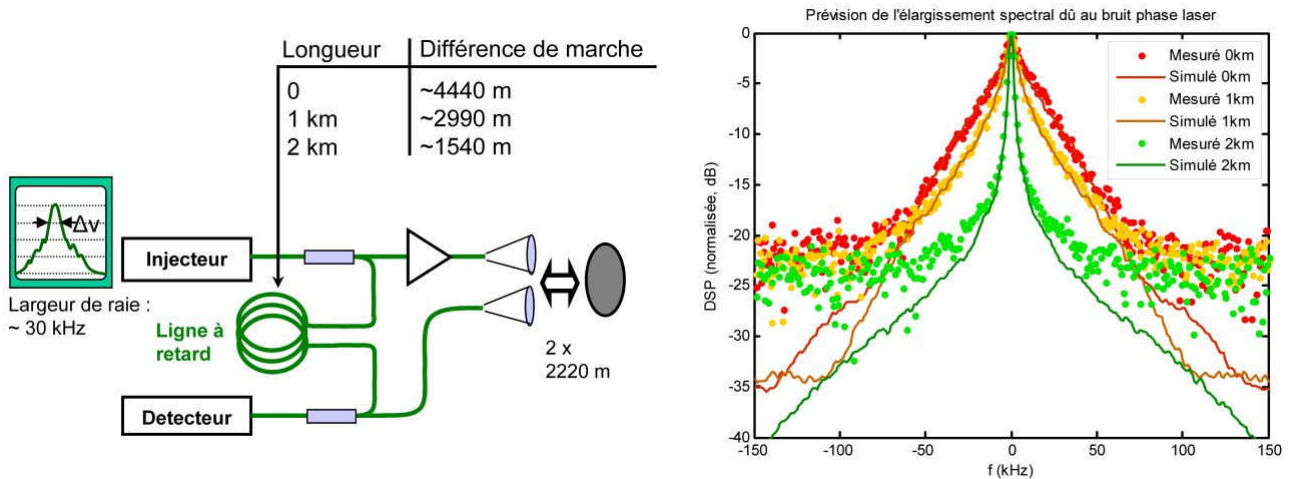 Longueur Différence de marche
0 ~4440 m
1 km ~2990 m
2 km ~1540 m
Δν
Injecteur
Largeur de raie :
~ 30 kHz
Ligne à
retard
2 x
2220 m
Detecteur
Prévision de l'élargissement spectral dû au bruit phase laser
Mesuré 0km
Simulé 0km
Mesuré 1km
Simulé 1km
Mesuré 2km
Simulé 2km
DSP (normalisée, dB)
0
-5
-10
-15
-20
-25
-30
-35
-40
-150 -100 -50 0 50 100 150
f (kHz)